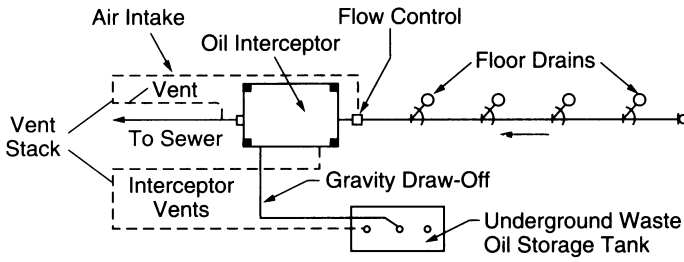 Air Intake
Flow Control
Oil Interceptor
Floor Drains
Vent
Vent
Stack
To Sewer
Interceptor
Vents
Gravity Draw-Off
Underground Waste
Oil Storage Tank